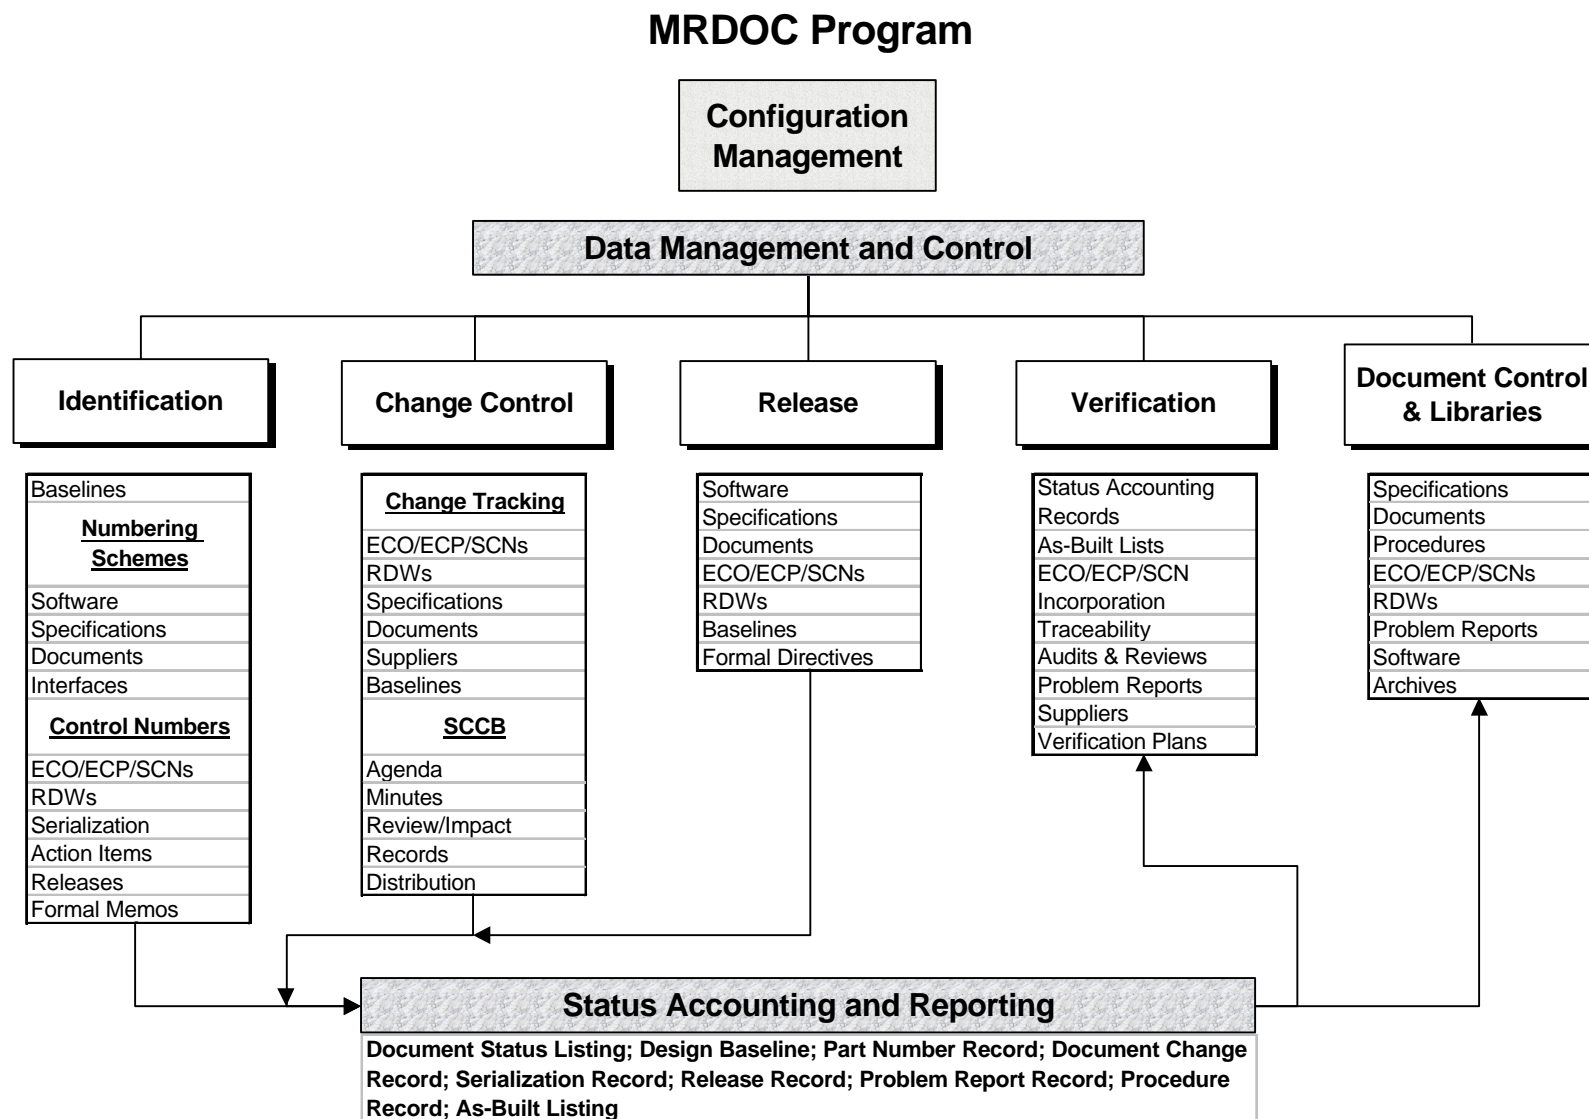 MRDOC Program
Configuration
Management
Data Management and Control
Identification
Change Control
Release
Verification
Document Control
& Libraries
Baselines
Numbering
Schemes
Software
Specifications
Documents
Interfaces
Control Numbers
ECO/ECP/SCNs
RDWs
Serialization
Action Items
Releases
Formal Memos
Change Tracking
ECO/ECP/SCNs
RDWs
Specifications
Documents
Suppliers
Baselines
SCCB
Agenda
Minutes
Review/Impact
Records
Distribution
Software
Specifications
Documents
ECO/ECP/SCNs
RDWs
Baselines
Formal Directives
Status Accounting
Records
As-Built Lists
ECO/ECP/SCN
Incorporation
Traceability
Audits & Reviews
Problem Reports
Suppliers
Verification Plans
Specifications
Documents
Procedures
ECO/ECP/SCNs
RDWs
Problem Reports
Software
Archives
Status Accounting and Reporting
Document Status Listing; Design Baseline; Part Number Record; Document Change
Record; Serialization Record; Release Record; Problem Report Record; Procedure
Record; As-Built Listing